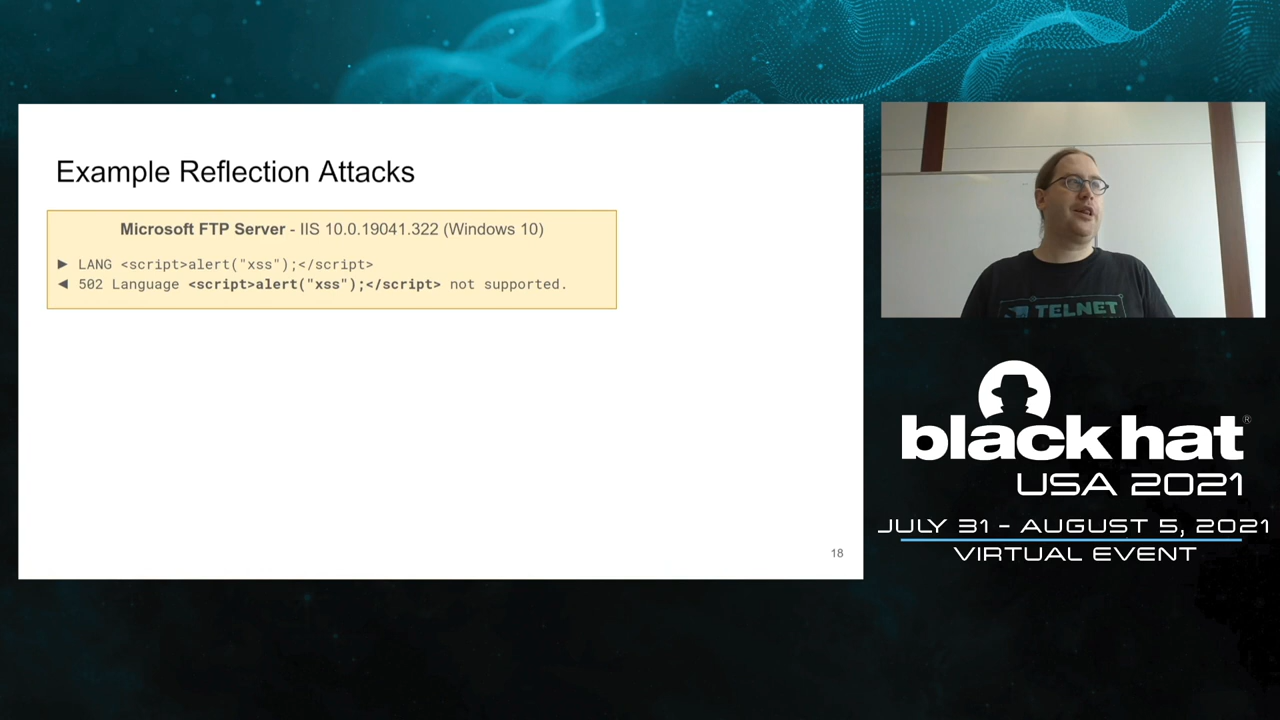 Example Reflection Attacks
Microsoft FTP Server - IIS 10.0.19041.322 (Windows 10)
► LANG <script>alert("xss");</script>
◄ 502 Language <script>alert("xss");</script> not supported.
18
TELNET
black hat®
USA 2021
JULY 31 - AUGUST 5, 2021
VIRTUAL EVENT